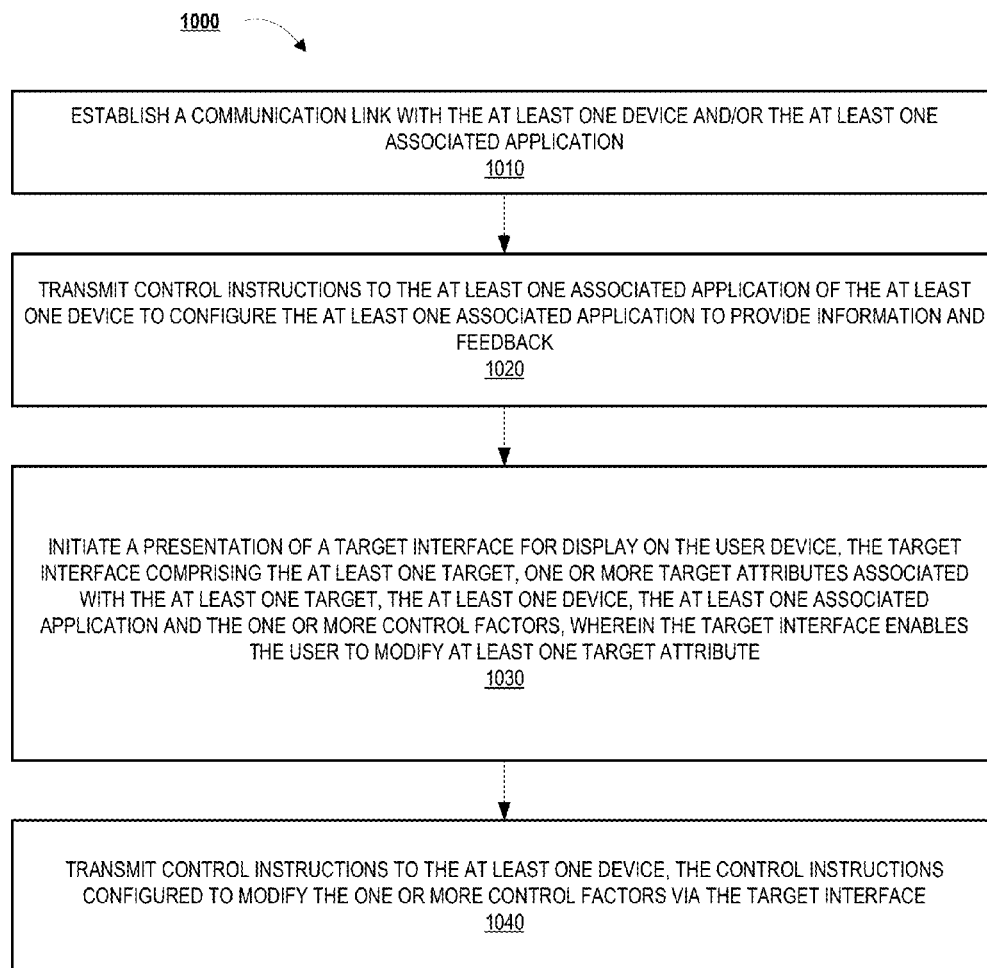 1000
ESTABLISH A COMMUNICATION LINK WITH THE AT LEAST ONE DEVICE AND/OR THE AT LEAST ONE
ASSOCIATED APPLICATION
1010
TRANSMIT CONTROL INSTRUCTIONS TO THE AT LEAST ONE ASSOCIATED APPLICATION OF THE AT LEAST
ONE DEVICE TO CONFIGURE THE AT LEAST ONE ASSOCIATED APPLICATION TO PROVIDE INFORMATION AND
FEEDBACK
1020
INITIATE A PRESENTATION OF A TARGET INTERFACE FOR DISPLAY ON THE USER DEVICE, THE TARGET
INTERFACE COMPRISING THE AT LEAST ONE TARGET, ONE OR MORE TARGET ATTRIBUTES ASSOCIATED
WITH THE AT LEAST ONE TARGET, THE AT LEAST ONE DEVICE, THE AT LEAST ONE ASSOCIATED
APPLICATION AND THE ONE OR MORE CONTROL FACTORS, WHEREIN THE TARGET INTERFACE ENABLES
THE USER TO MODIFY AT LEAST ONE TARGET ATTRIBUTE
1030
TRANSMIT CONTROL INSTRUCTIONS TO THE AT LEAST ONE DEVICE, THE CONTROL INSTRUCTIONS
CONFIGURED TO MODIFY THE ONE OR MORE CONTROL FACTORS VIA THE TARGET INTERFACE
1040